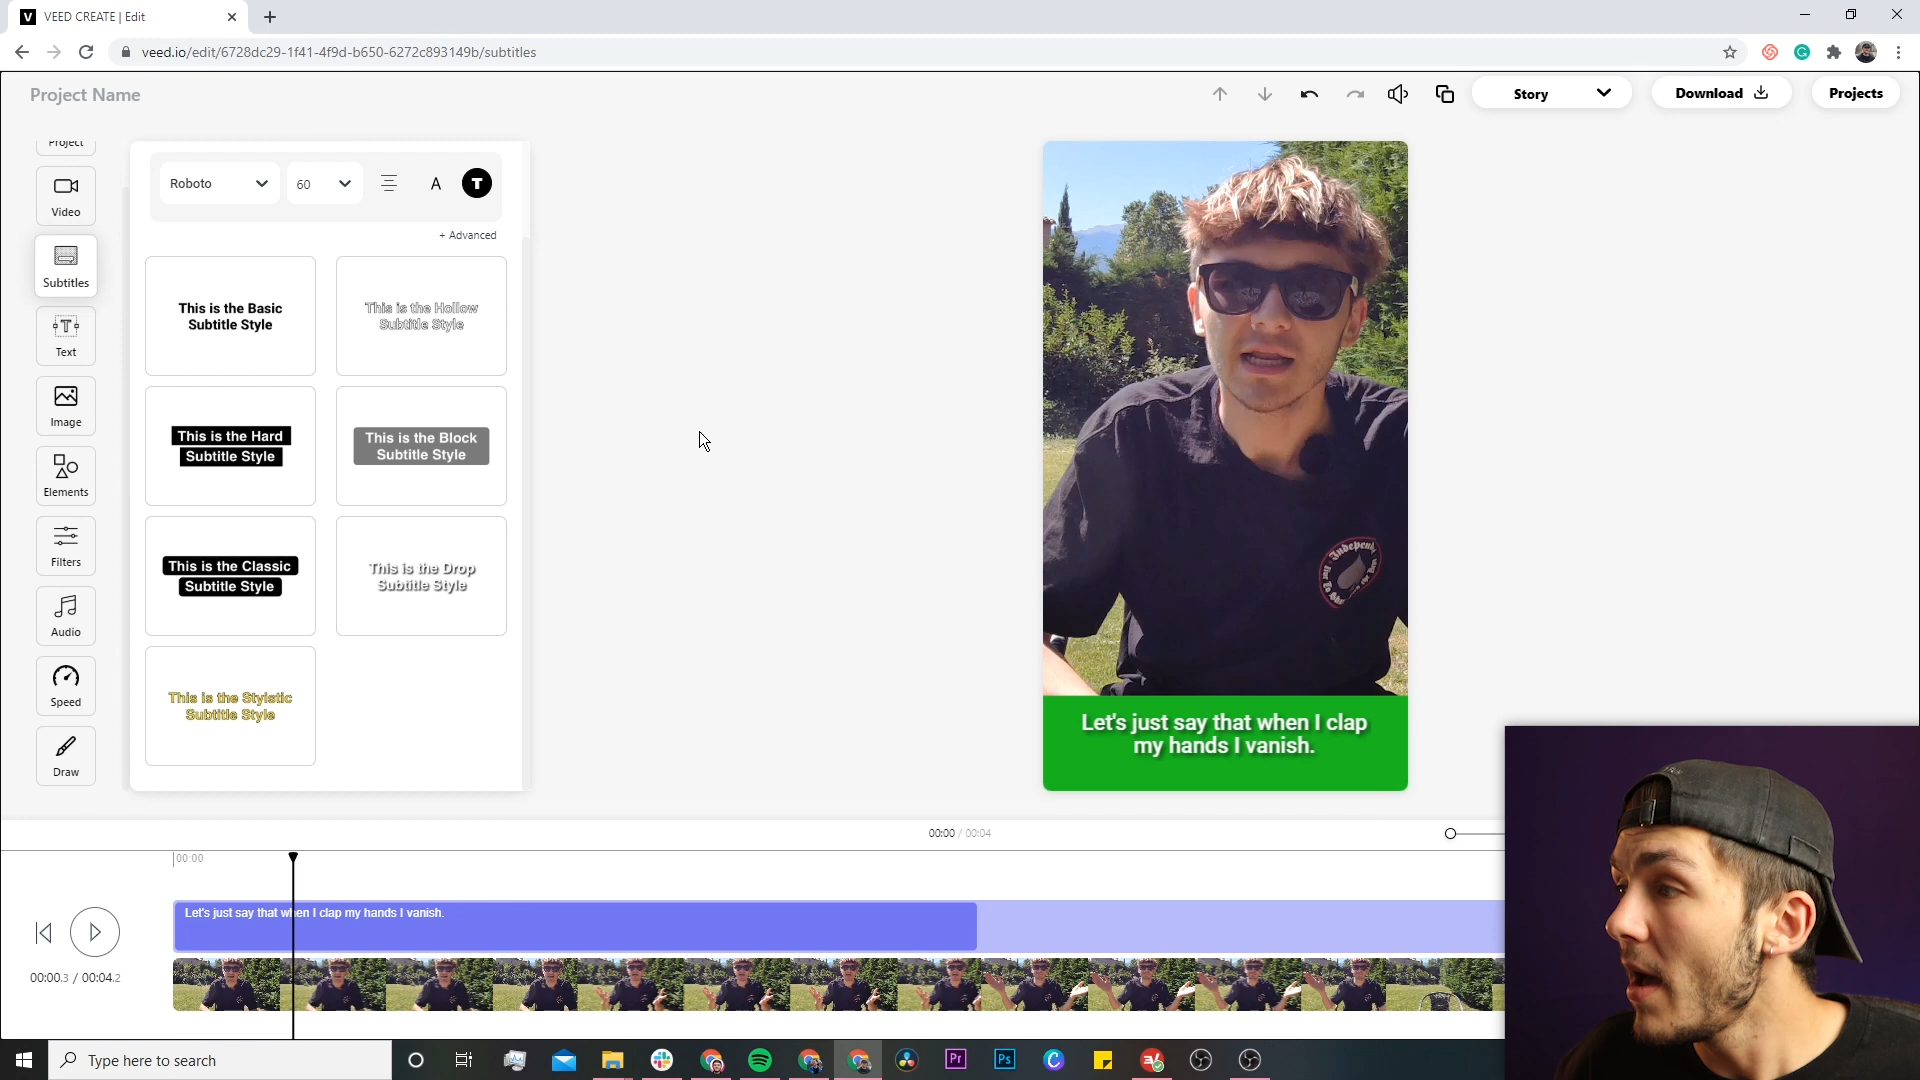 VEED CREATE | Edit
veed.io/edit/6728dc29-1f41-4f9d-b650-6272c893149b/subtitles
Project Name
Story
Download
Projects
Project
Video
Subtitles
Text
Image
Elements
Filters
Audio
Speed
Draw
Roboto
60
A
T
+ Advanced
This is the Basic
Subtitle Style
This is the Hollow
Subtitle Style
This is the Hard
Subtitle Style
This is the Block
Subtitle Style
This is the Classic
Subtitle Style
This is the Drop
Subtitle Style
This is the Stylstic
Subtitle Style
Let's just say that when I clap
my hands I vanish.
00:00 / 00:04
00:00
Let's just say that when I clap my hands I vanish.
00:00.3 / 00:04.2
Type here to search
Pr
Ps